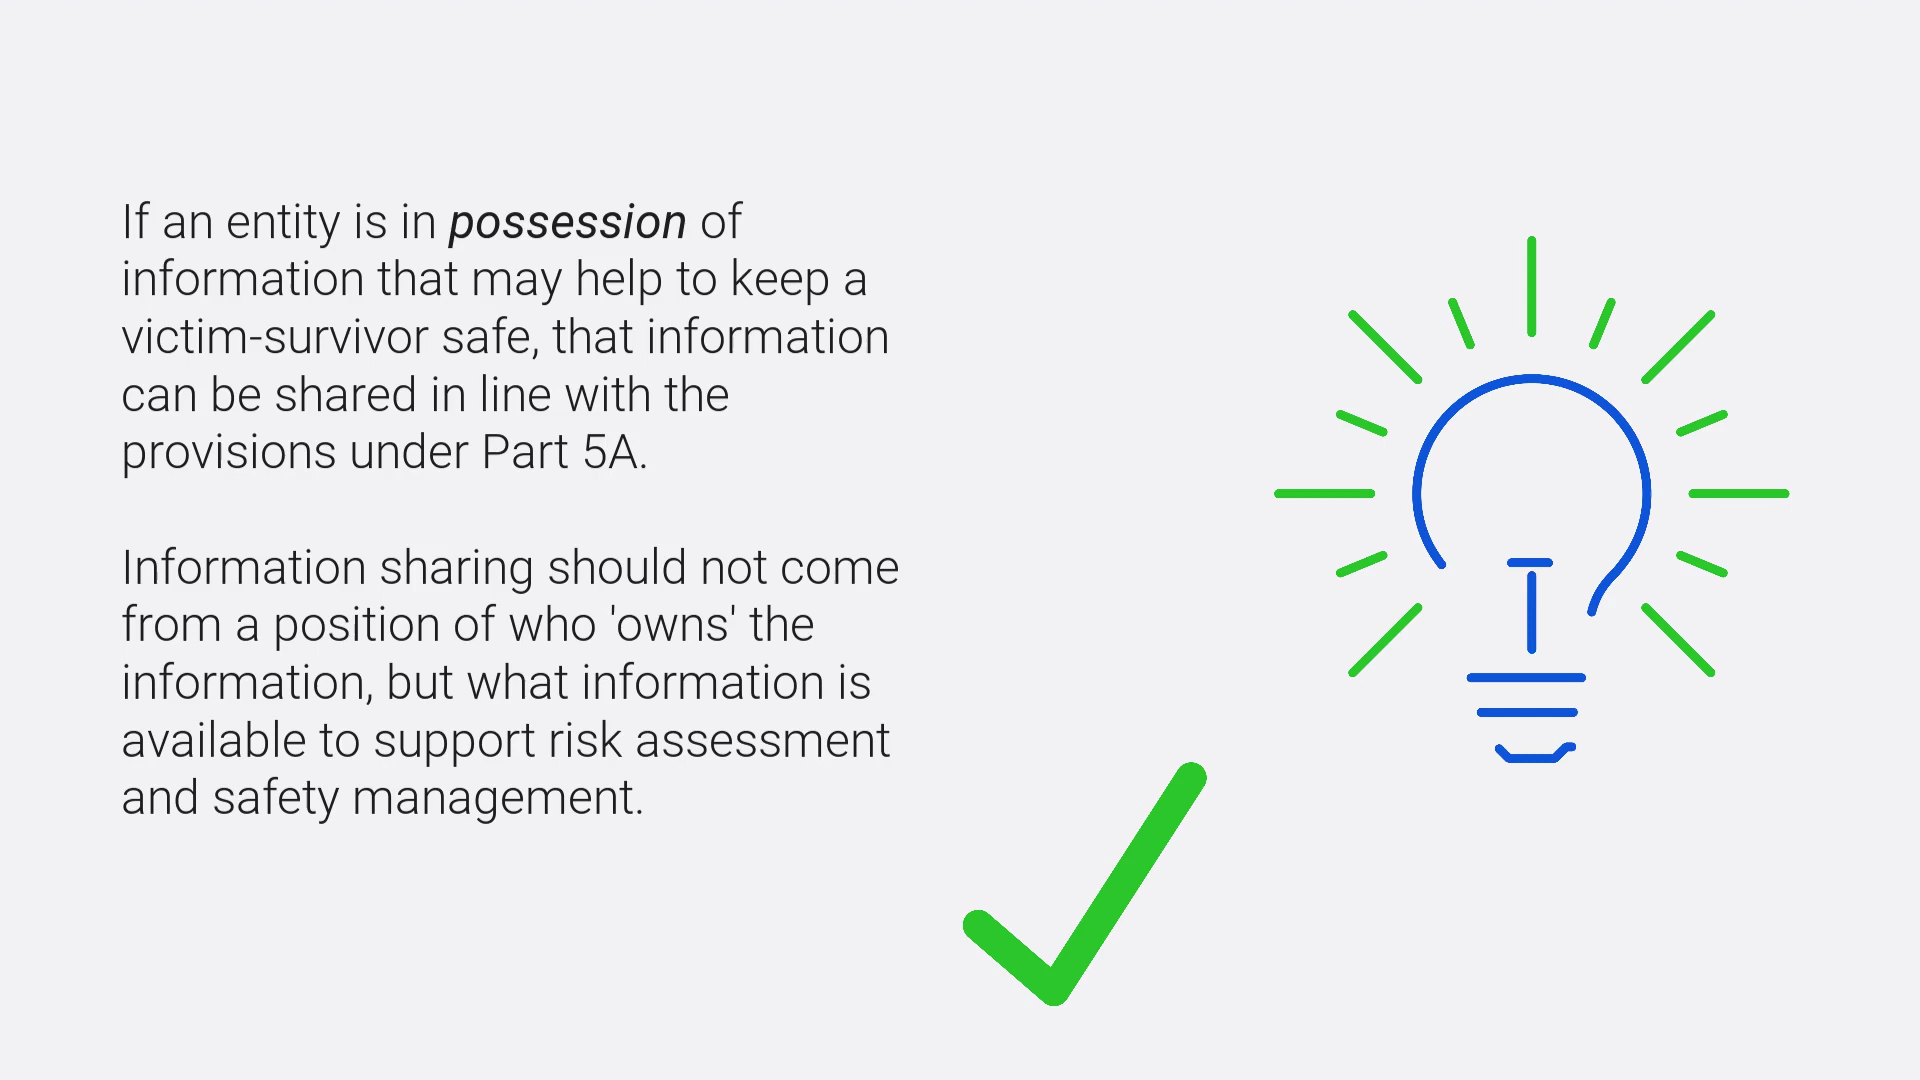 If an entity is in possession of
information that may help to keep a
victim-survivor safe, that information
can be shared in line with the
provisions under Part 5A.
Information sharing should not come
from a position of who 'owns' the
information, but what information is
available to support risk assessment
and safety management.